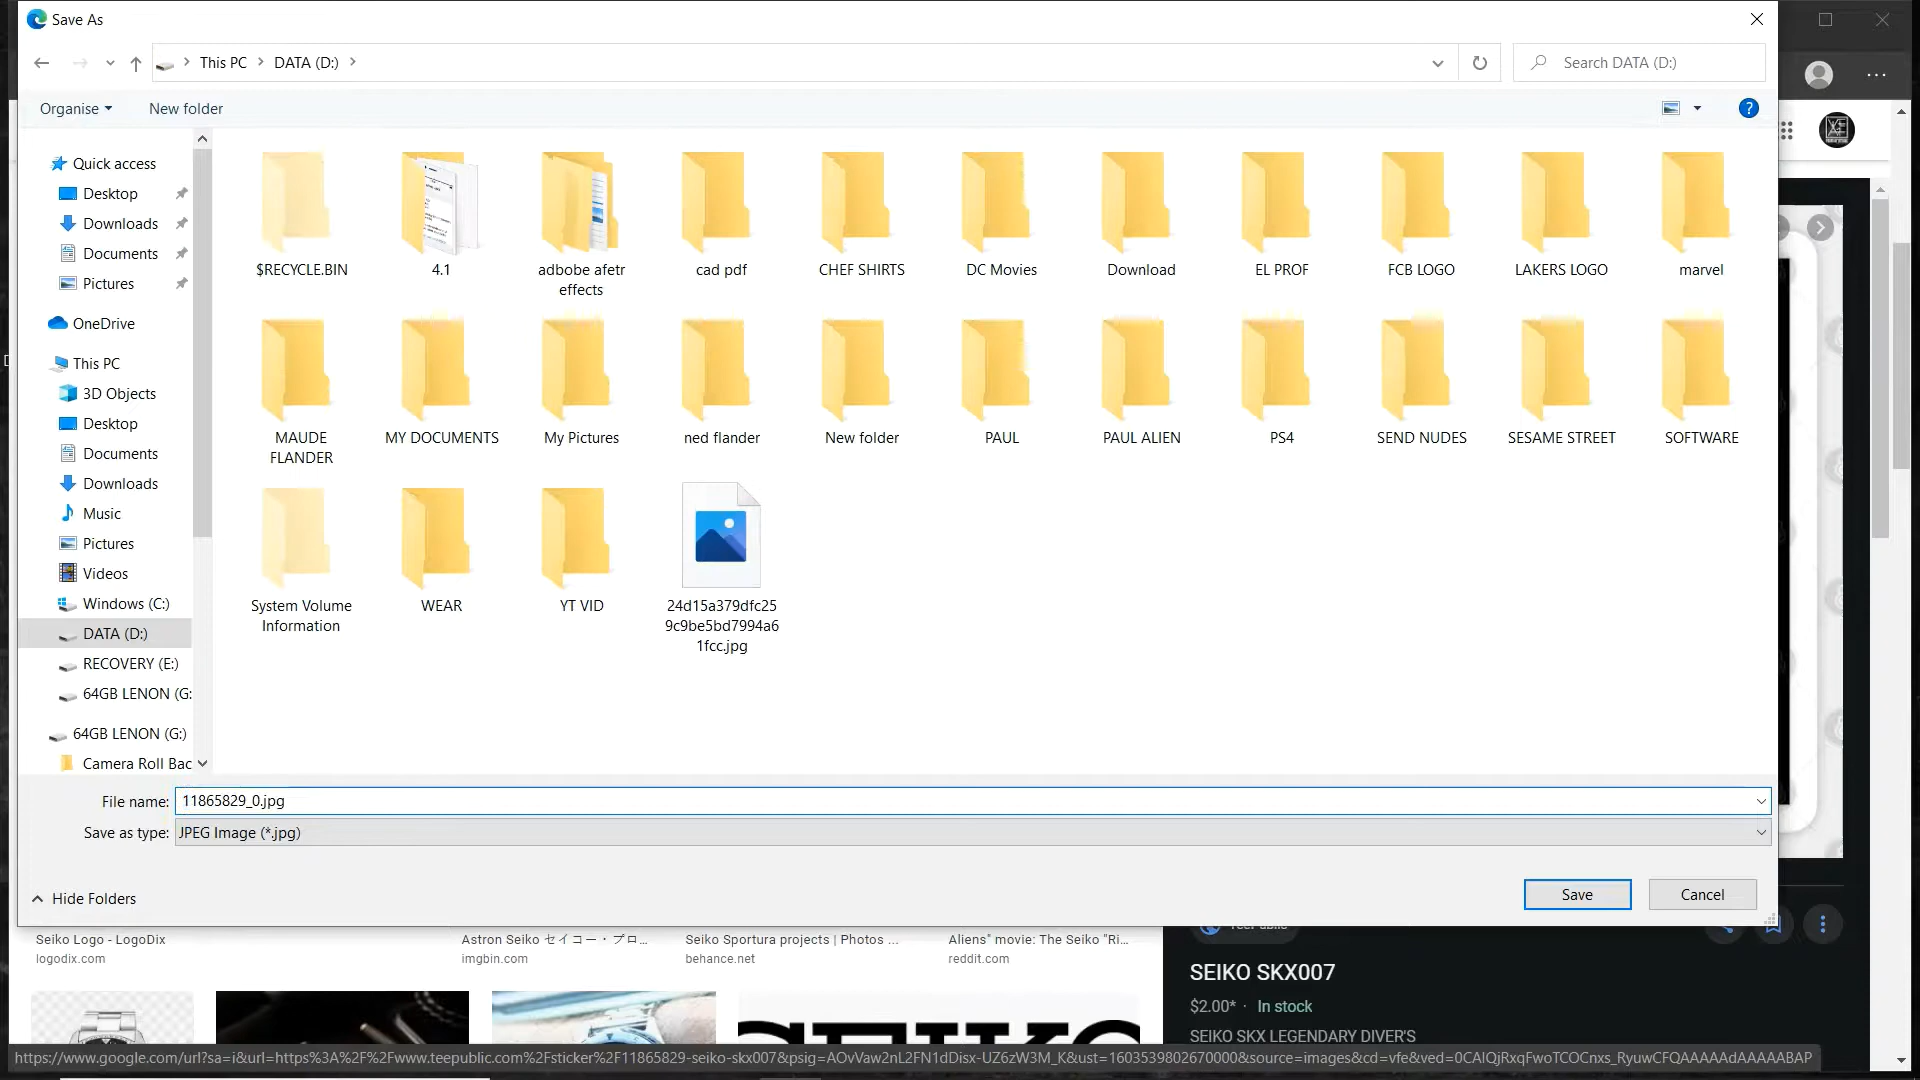 Save As
This PC
DATA (D:)
Search DATA (D:)
Organise
New folder
Quick access
Desktop
Downloads
Documents
Pictures
OneDrive
This PC
3D Objects
Desktop
Documents
Downloads
Music
Pictures
Videos
Windows (C:)
DATA (D:)
RECOVERY (E:)
64GB LENON (G:
64GB LENON (G:)
Camera Roll Bac
$RECYCLE.BIN
4.1
adbobe afetr
effects
cad pdf
CHEF SHIRTS
DC Movies
Download
EL PROF
FCB LOGO
LAKERS LOGO
marvel
MAUDE
FLANDER
MY DOCUMENTS
My Pictures
ned flander
New folder
PAUL
PAUL ALIEN
PS4
SEND NUDES
SESAME STREET
SOFTWARE
System Volume
Information
WEAR
YT VID
24d15a379dfc25
9c9be5bd7994a6
1fcc.jpg
File name: 11865829_0.jpg
Save as type: JPEG Image (*.jpg)
Hide Folders
Save
Cancel
Seiko Logo - LogoDix
logodix.com
Astron Seiko セイコー・プロ...
imgbin.com
Seiko Sportura projects | Photos ...
behance.net
Aliens" movie: The Seiko "Ri...
reddit.com
SEIKO SKX007
$2.00* · In stock
SEIKO SKX LEGENDARY DIVER'S
SEIKO
https://www.google.com/url?sa=i&url=https%3A%2F%2Fwww.teepublic.com%2Fsticker%2F11865829-seiko-skx007&psig=AOvVaw2nL2FN1dDisx-UZ6zW3M_K&ust=1603539802670000&source=images&cd=vfe&ved=0CAIQjRxqFwoTCOCnxs_RyuwCFQAAAAAdAAAAABAP